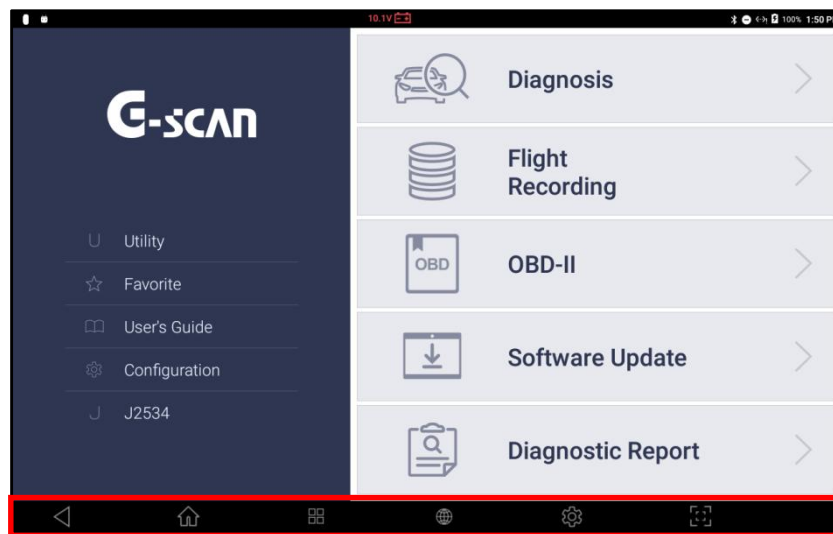 10.1V
100% 1:50 P
G-scan
Diagnosis
Flight
Recording
OBD
OBD-II
Software Update
Diagnostic Report
U Utility
Favorite
User's Guide
Configuration
J J2534